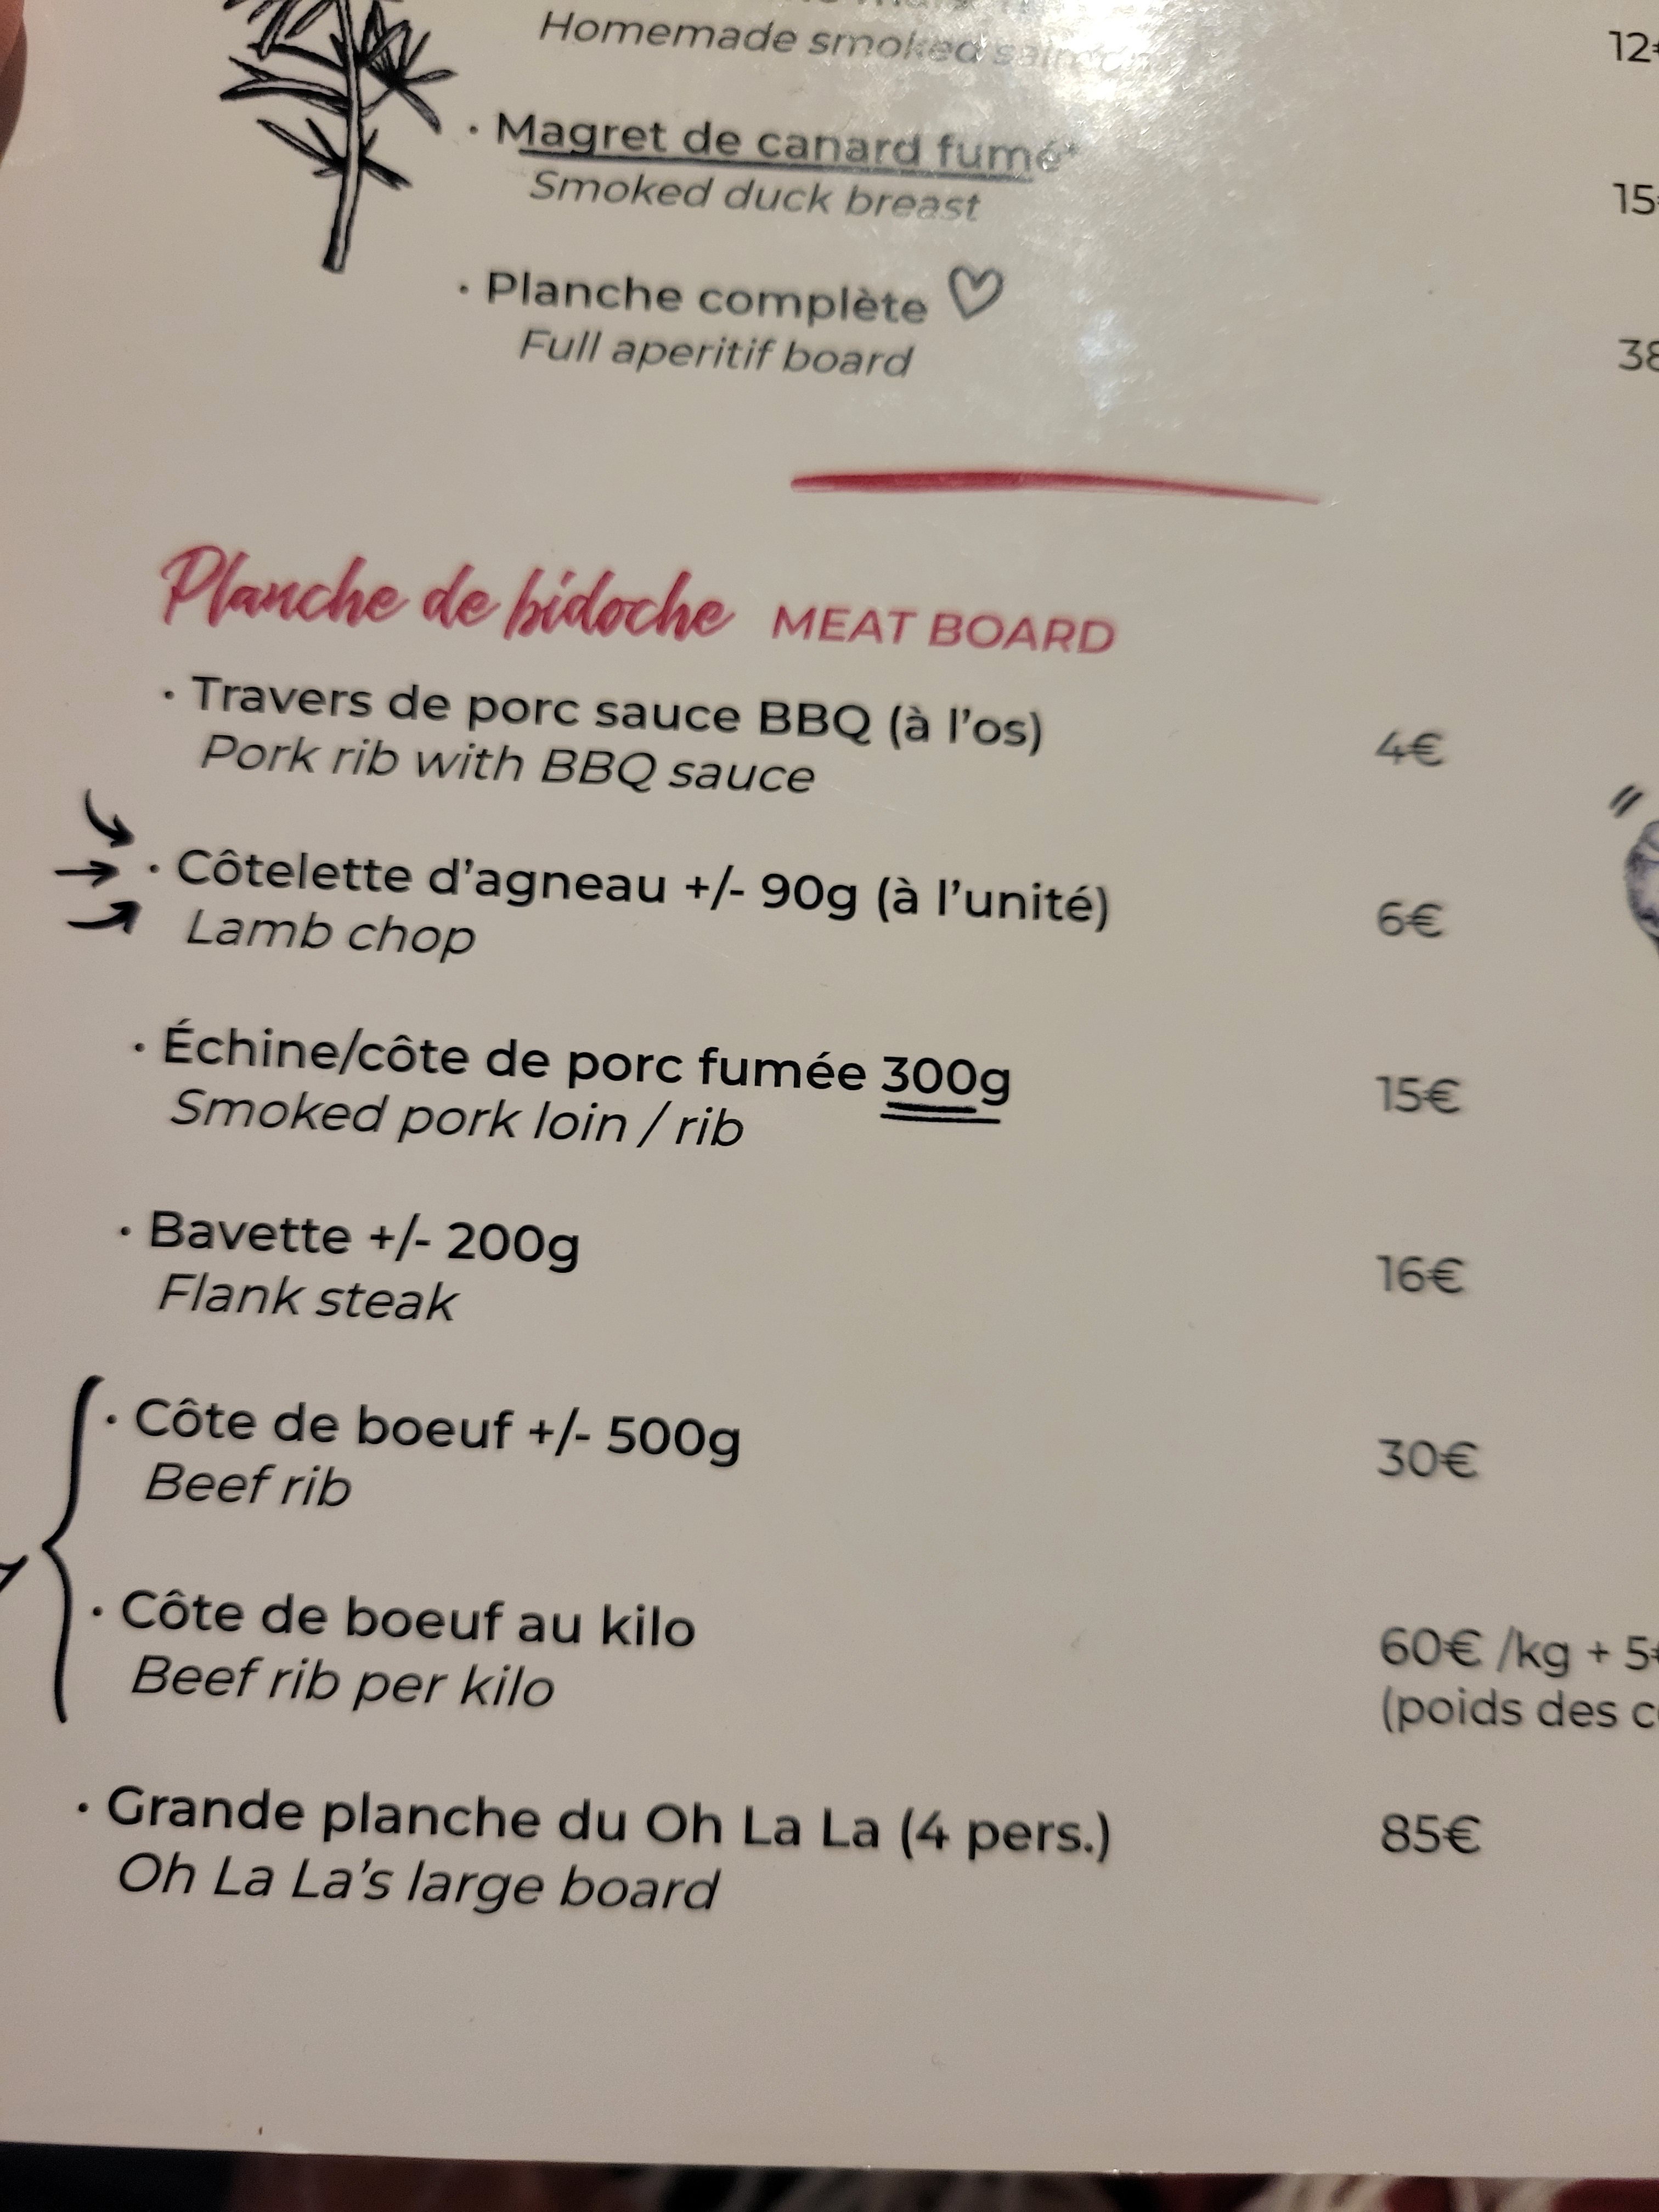 Homemade smoked salmon
12€
· Magret de canard fumé*
Smoked duck breast
15€
· Planche complète
Full aperitif board
38
Planche de bidoche MEAT BOARD
· Travers de porc sauce BBQ (à l'os)
Pork rib with BBQ sauce
4€
· Côtelette d'agneau +/- 90g (à l'unité)
Lamb chop
6€
· Échine/côte de porc fumée 300g
Smoked pork loin / rib
15€
· Bavette +/- 200g
Flank steak
16€
· Côte de boeuf +/- 500g
Beef rib
30€
· Côte de boeuf au kilo
Beef rib per kilo
60€ /kg + 5€
(poids des
· Grande planche du Oh La La (4 pers.)
Oh La La's large board
85€